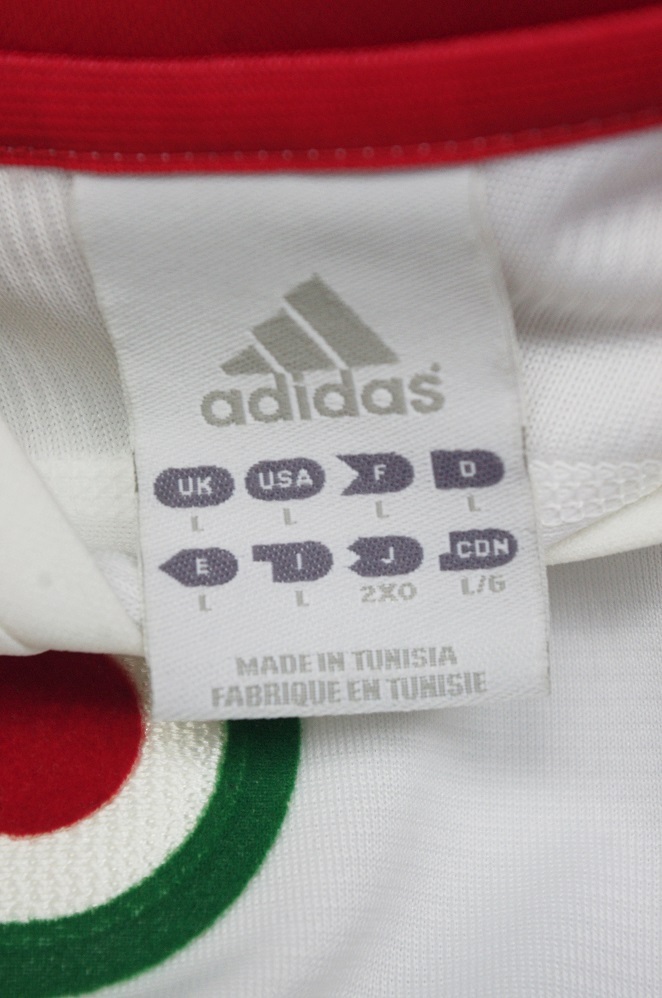 adidas
UK USA F D
L L L L
E I J CDN
L L 2XO L/G
MADE IN TUNISIA
FABRIQUE EN TUNISIE